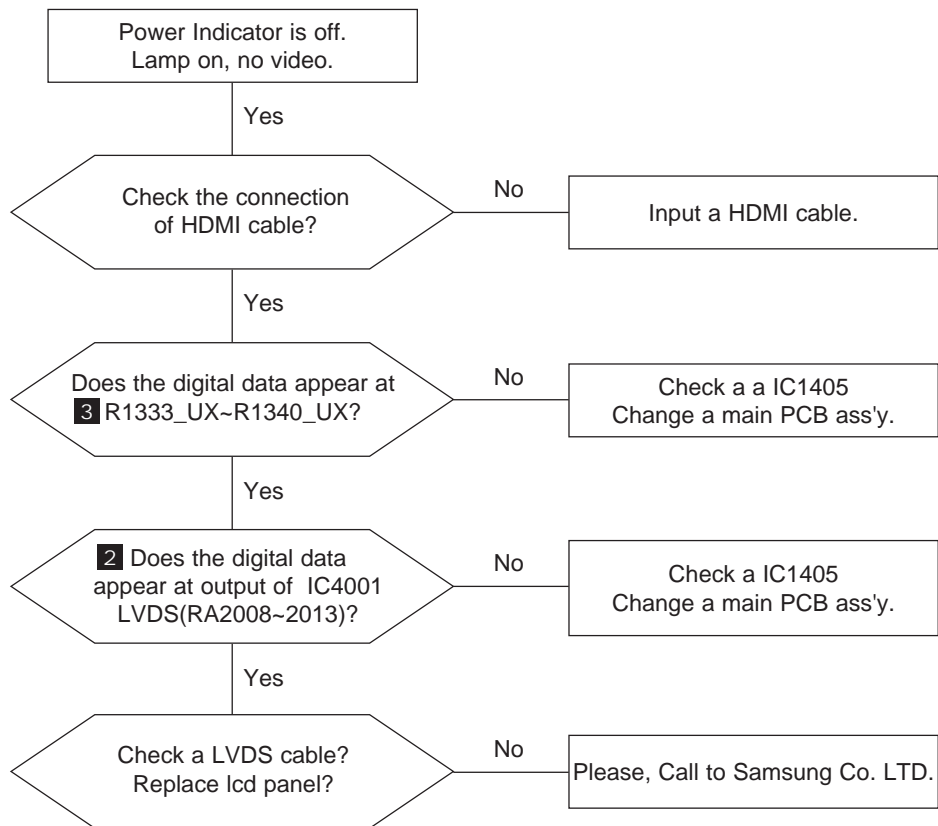 Power Indicator is off.
Lamp on, no video.
Yes
Check the connection
of HDMI cable?
No
Input a HDMI cable.
Yes
Does the digital data appear at
3 R1333_UX~R1340_UX?
No
Check a a IC1405
Change a main PCB ass'y.
Yes
2 Does the digital data
appear at output of IC4001
LVDS(RA2008~2013)?
No
Check a IC1405
Change a main PCB ass'y.
Yes
Check a LVDS cable?
Replace lcd panel?
No
Please, Call to Samsung Co. LTD.